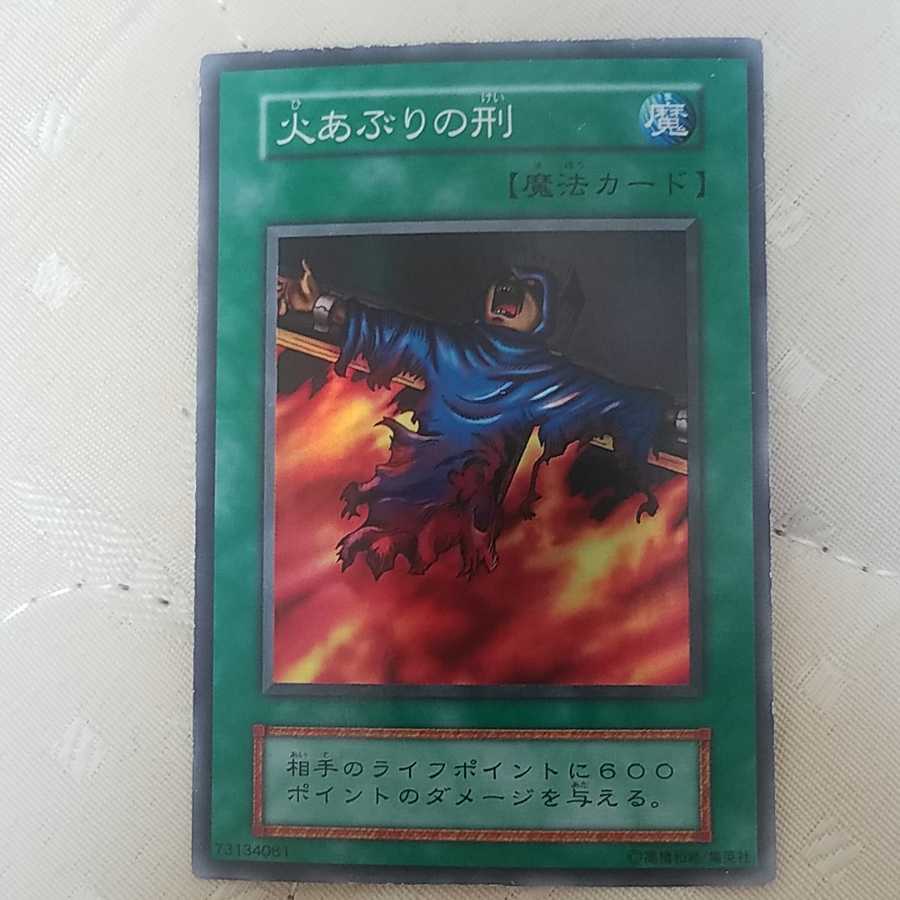 火あぶりの刑
魔
【魔法カード】
相手のライフポイントに600
ポイントのダメージを与える。
73134081
©高橋和希/集英社